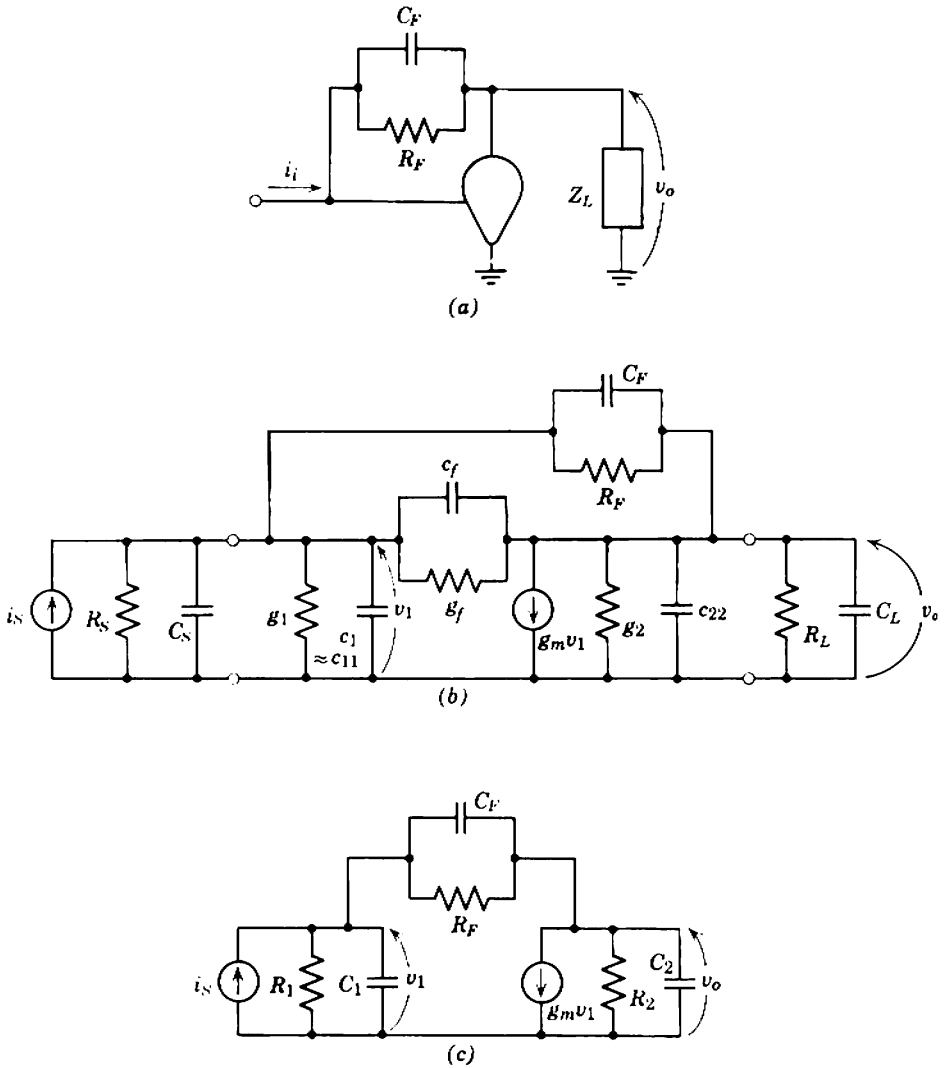 C_F
R_F
i_i
Z_L
v_o
(a)
C_F
R_F
c_f
g_f
i_S
R_S
C_S
g_1
c_1
≈ c_11
v_1
g_m v_1
g_2
c_22
R_L
C_L
v_o
(b)
C_F
R_F
i_S
R_1
C_1
v_1
g_m v_1
R_2
C_2
v_o
(c)